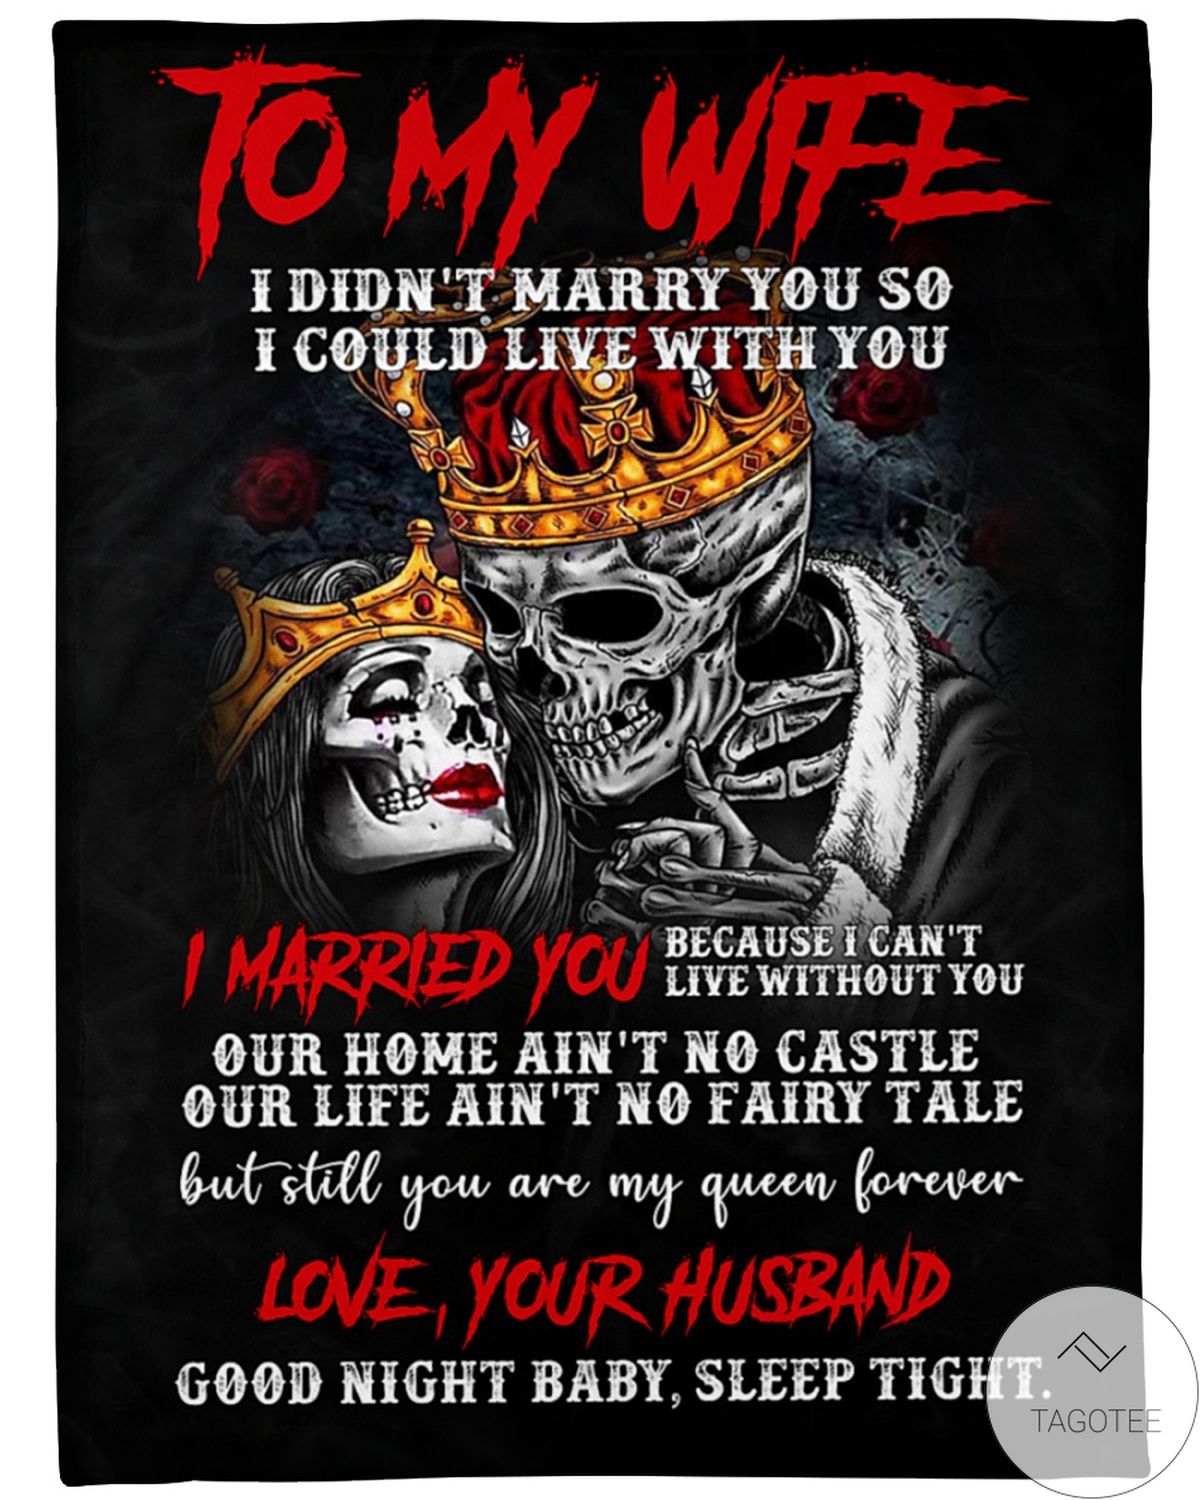 TO MY WIFE
I DIDN'T MARRY YOU SO
I COULD LIVE WITH YOU
I MARRIED YOU BECAUSE I CAN'T
LIVE WITHOUT YOU
OUR HOME AIN'T NO CASTLE
OUR LIFE AIN'T NO FAIRY TALE
but still you are my queen forever
LOVE, YOUR HUSBAND
GOOD NIGHT BABY, SLEEP TIGHT.
TAGOTEE